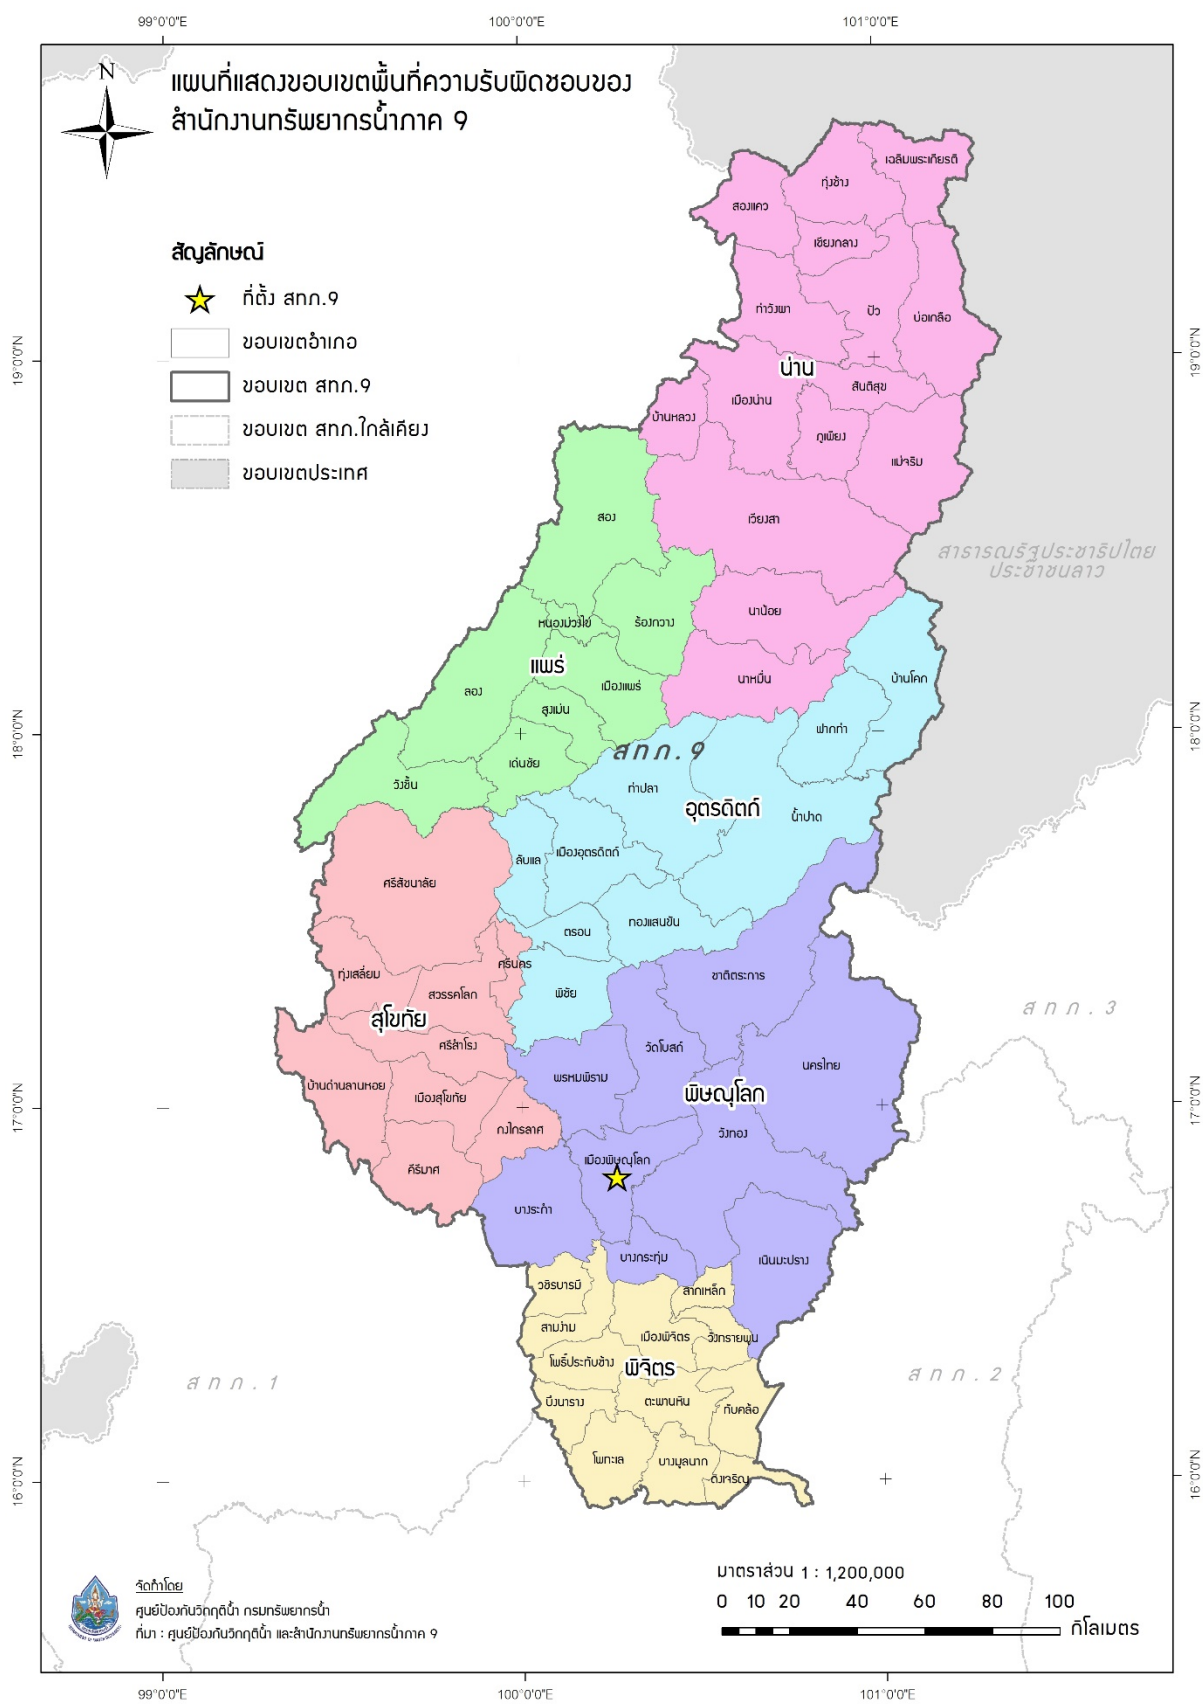 99°0'0"E
100°0'0"E
101°0'0"E
N
แผนที่แสดงขอบเขตพื้นที่ความรับผิดชอบของ
สำนักงานทรัพยากรน้ำภาค 9
สัญลักษณ์
ที่ตั้ง สทภ.9
ขอบเขตอำเภอ
ขอบเขต สทภ.9
ขอบเขต สทภ.ใกล้เคียง
ขอบเขตประเทศ
เฉลิมพระเกียรติ
ทุ่งช้าง
สองแคว
เชียงกลาง
ท่าวังพา
ปัว
บ่อเกลือ
19°0'0"N
19°0'0"N
น่าน
สันติสุข
เมืองน่าน
บ้านหลวง
ภูเพียง
แม่จริม
สอง
เวียงสา
สารารณรัฐประชาริปไตย
ประชาชนลาว
นาน้อย
หนองม่วงไข่
ร้องกวาง
แพร่
เมืองแพร่
ลอง
นาหมื่น
บ้านโคก
สูงเม่น
ฟากท่า
18°0'0"N
18°0'0"N
สทภ.9
เด่นชัย
วังชิ้น
ท่าปลา
อุตรดิตถ์
น้ำปาด
ลับแล
เมืองอุตรดิตถ์
ศรีสัชนาลัย
ทองแสนขัน
ตรอน
ศรีนคร
ทุ่งเสลี่ยม
สวรรคโลก
พิชัย
ชาติตระการ
สทภ.3
สุโขทัย
ศรีสำโรง
วัดโบสถ์
นครไทย
บ้านด่านลานหอย
เมืองสุโขทัย
พรหมพิราม
พิษณุโลก
17°0'0"N
17°0'0"N
กงไกรลาศ
วังทอง
คีรีมาศ
เมืองพิษณุโลก
บางระกำ
บางกระทุ่ม
เนินมะปราง
วชิรบารมี
สากเหล็ก
สามง่าม
เมืองพิจิตร
วังทรายพูน
โพธิ์ประทับช้าง
พิจิตร
สทภ.1
สทภ.2
บึงนาราง
ตะพานหิน
ทับคล้อ
โพทะเล
บางมูลนาก
ดงเจริญ
16°0'0"N
16°0'0"N
มาตราส่วน 1 : 1,200,000
0 10 20 40 60 80 100
กิโลเมตร
จัดทำโดย
ศูนย์ป้องกันวิกฤติน้ำ กรมทรัพยากรน้ำ
ที่มา : ศูนย์ป้องกันวิกฤติน้ำ และสำนักงานทรัพยากรน้ำภาค 9
99°0'0"E
100°0'0"E
101°0'0"E